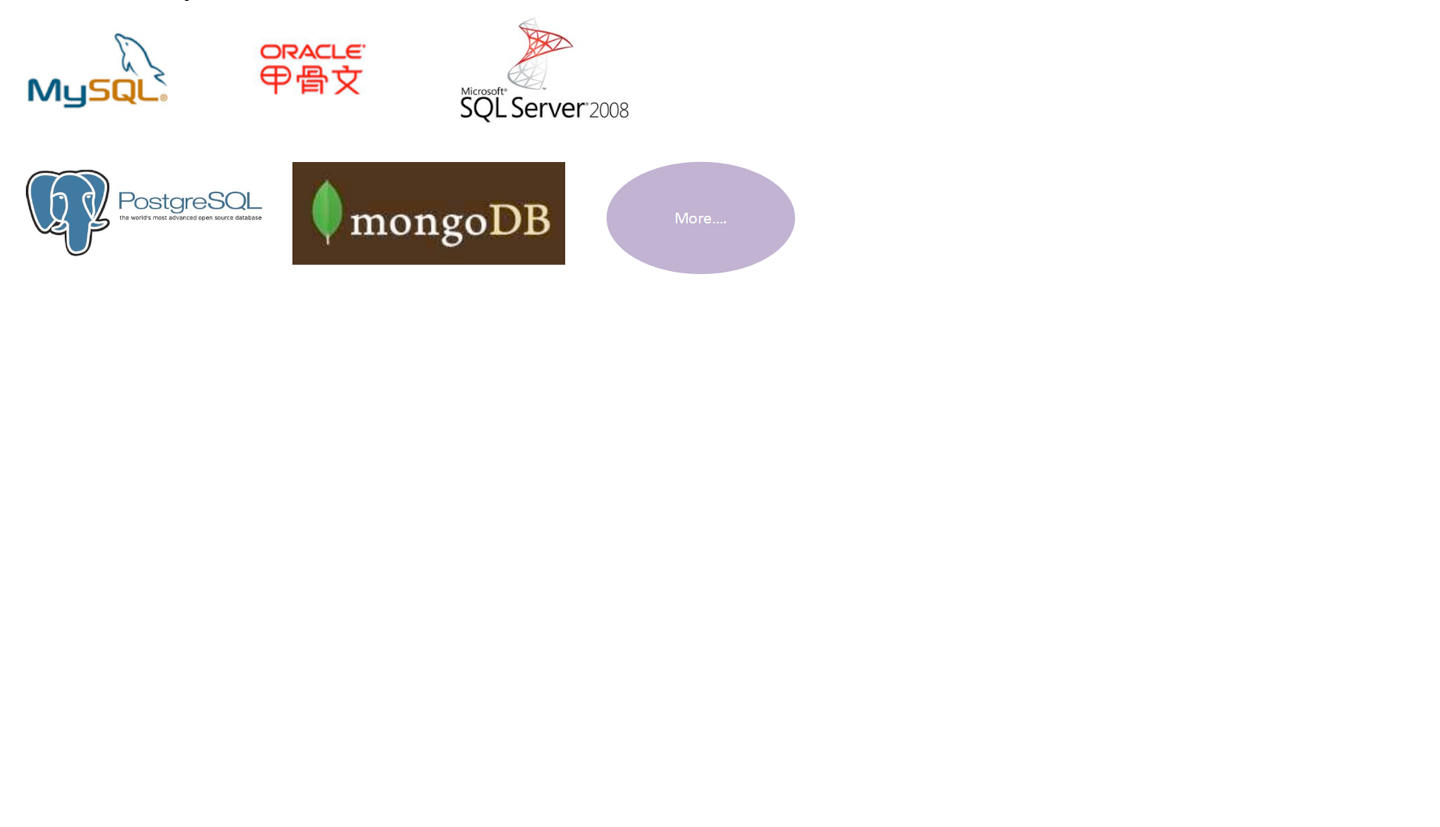 MySQL®
ORACLE®
甲骨文
Microsoft®
SQL Server®2008
PostgreSQL
the world's most advanced open source database
mongoDB
More....